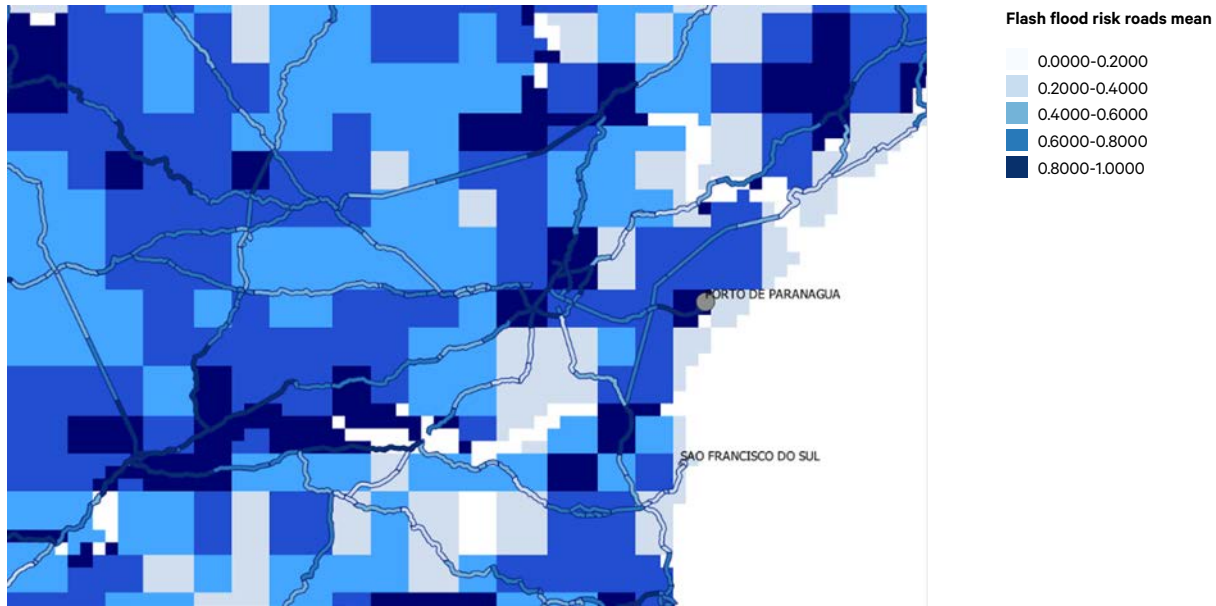 Flash flood risk roads mean
0.0000-0.2000
0.2000-0.4000
0.4000-0.6000
0.6000-0.8000
0.8000-1.0000
PORTO DE PARANAGUA
SAO FRANCISCO DO SUL